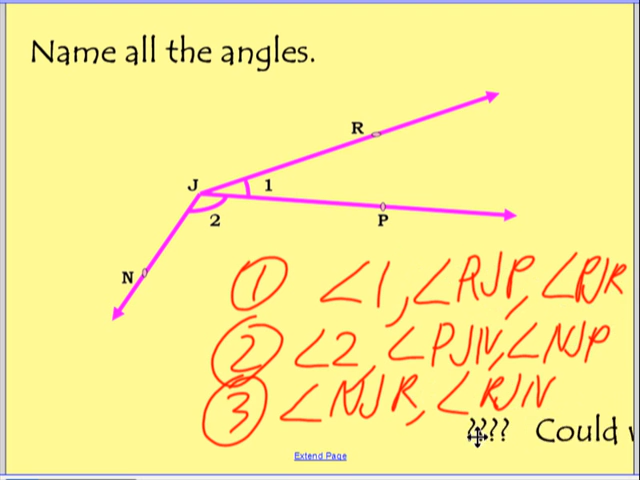 Name all the angles.
R
J
1
2
P
N
① ∠1, ∠RJP, ∠PJR
② ∠2, ∠PJN, ∠NJP
③ ∠NJR, ∠RJN
???? Could
Extend Page